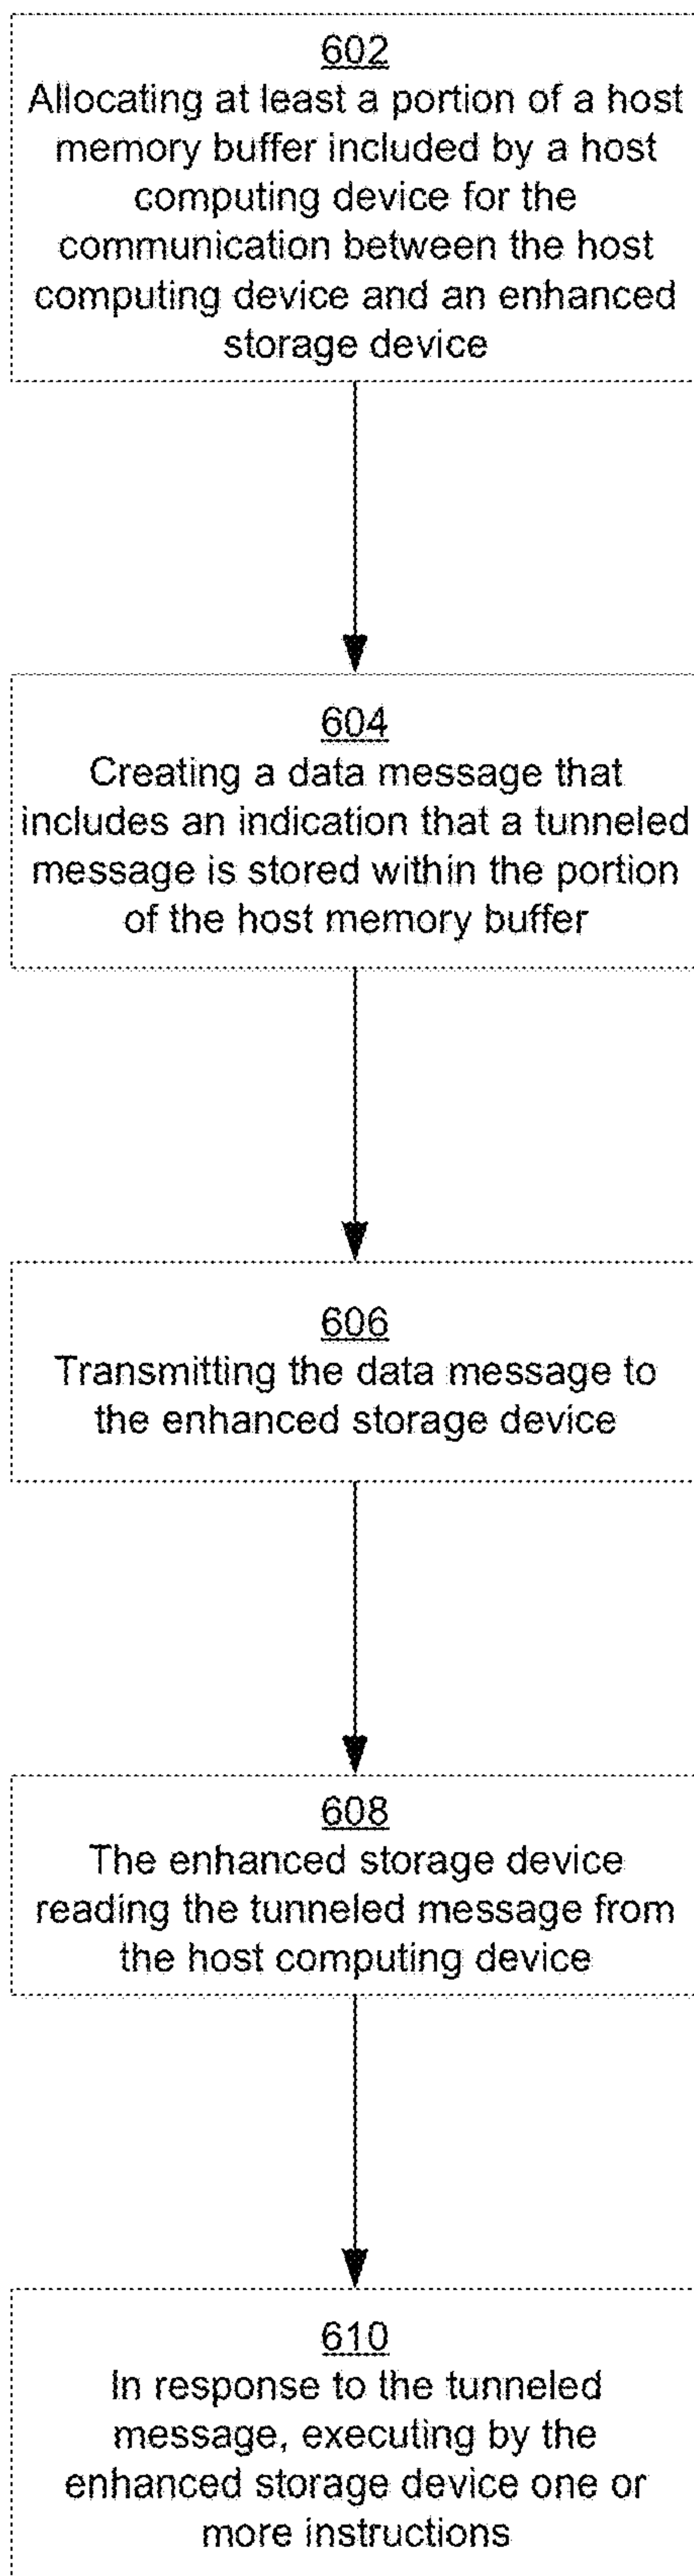 602
Allocating at least a portion of a host
memory buffer included by a host
computing device for the
communication between the host
computing device and an enhanced
storage device
604
Creating a data message that
includes an indication that a tunneled
message is stored within the portion
of the host memory buffer
606
Transmitting the data message to
the enhanced storage device
608
The enhanced storage device
reading the tunneled message from
the host computing device
610
In response to the tunneled
message, executing by the
enhanced storage device one or
more instructions